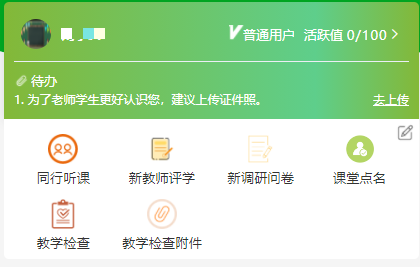 V普通用户 活跃值 0/100 >
待办
1. 为了老师学生更好认识您，建议上传证件照。 去上传
同行听课 新教师评学 新调研问卷 课堂点名
教学检查 教学检查附件